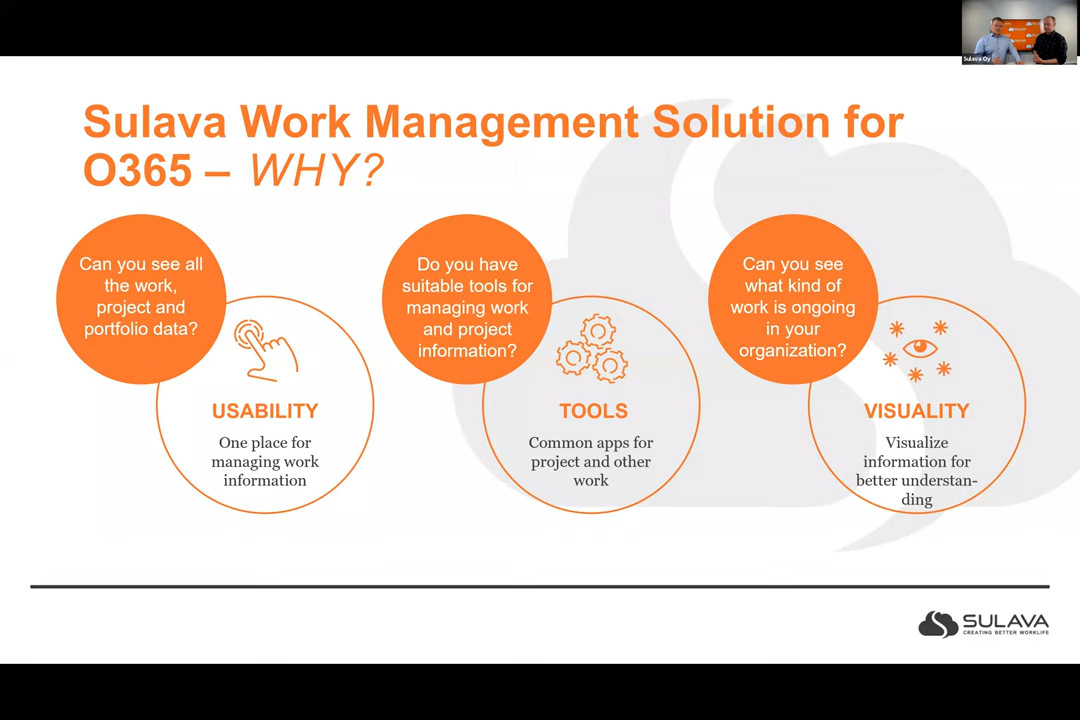 Sulava Oy
Sulava Work Management Solution for
O365 – WHY?
Can you see all
the work,
project and
portfolio data?
USABILITY
One place for
managing work
information
Do you have
suitable tools for
managing work
and project
information?
TOOLS
Common apps for
project and other
work
Can you see
what kind of
work is ongoing
in your
organization?
VISUALITY
Visualize
information for
better understan-
ding
SULAVA
CREATING BETTER WORKLIFE